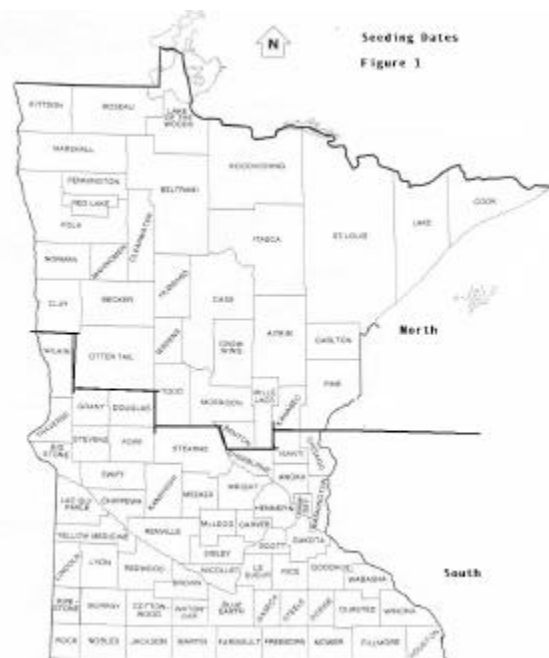 Seeding Dates
Figure 1
N
KITTSON
ROSEAU
LAKE OF THE WOODS
MARSHALL
KOOCHICHING
PENNINGTON
BELTRAMI
RED LAKE
COOK
LAKE
POLK
CLEARWATER
ST. LOUIS
ITASCA
NORMAN
MAHNOMEN
HUBBARD
CASS
CLAY
BECKER
AITKIN
North
CROW WING
CARLTON
WILKIN
OTTER TAIL
WADENA
PINE
TODD
MILLE LACS
KANABEC
MORRISON
GRANT
DOUGLAS
TRAVERSE
BENTON
STEVENS
POPE
STEARNS
ISANTI
CHISAGO
BIG STONE
SHERBURNE
ANOKA
SWIFT
KANDIYOHI
MEEKER
WRIGHT
WASHINGTON
LAC QUI PARLE
CHIPPEWA
HENNEPIN
McLEOD
CARVER
RENVILLE
YELLOW MEDICINE
SCOTT
DAKOTA
SIBLEY
LINCOLN
LYON
REDWOOD
NICOLLET
LE SUEUR
RICE
GOODHUE
South
WABASHA
BROWN
PIPE-
STONE
MURRAY
COTTON-
WOOD
BLUE EARTH
WASECA
STEELE
DODGE
OLMSTED
WINONA
ROCK
NOBLES
JACKSON
MARTIN
FARIBAULT
FREEBORN
MOWER
FILLMORE
HOUSTON